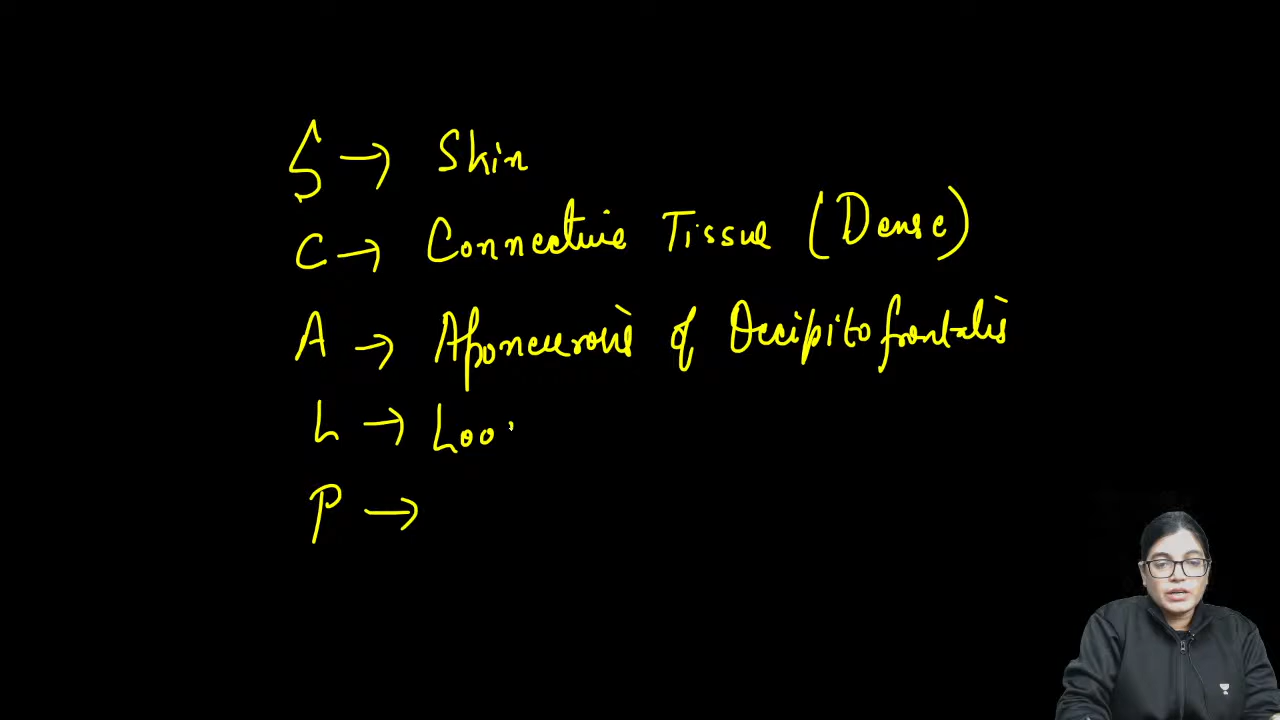 S → Skin
C → Connective Tissue (Dense)
A → Aponeurosis of Occipitofrontalis
L → Loo
P →